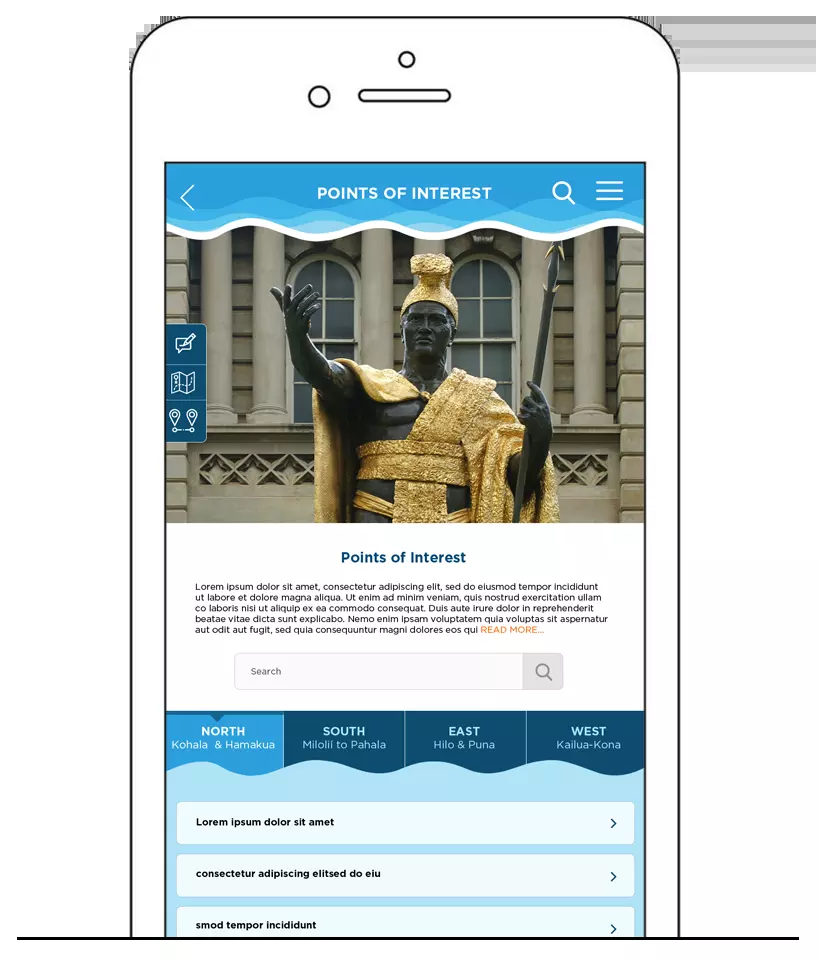 POINTS OF INTEREST
Points of Interest
Lorem ipsum dolor sit amet, consectetur adipiscing elit, sed do eiusmod tempor incididunt
ut labore et dolore magna aliqua. Ut enim ad minim veniam, quis nostrud exercitation ullam
co laboris nisi ut aliquip ex ea commodo consequat. Duis aute irure dolor in reprehenderit
beatae vitae dicta sunt explicabo. Nemo enim ipsam voluptatem quia voluptas sit aspernatur
aut odit aut fugit, sed quia consequuntur magni dolores eos qui READ MORE...
Search
NORTH
Kohala & Hamakua
SOUTH
Milolii to Pahala
EAST
Hilo & Puna
WEST
Kailua-Kona
Lorem ipsum dolor sit amet
consectetur adipiscing elitsed do eiu
smod tempor incididunt